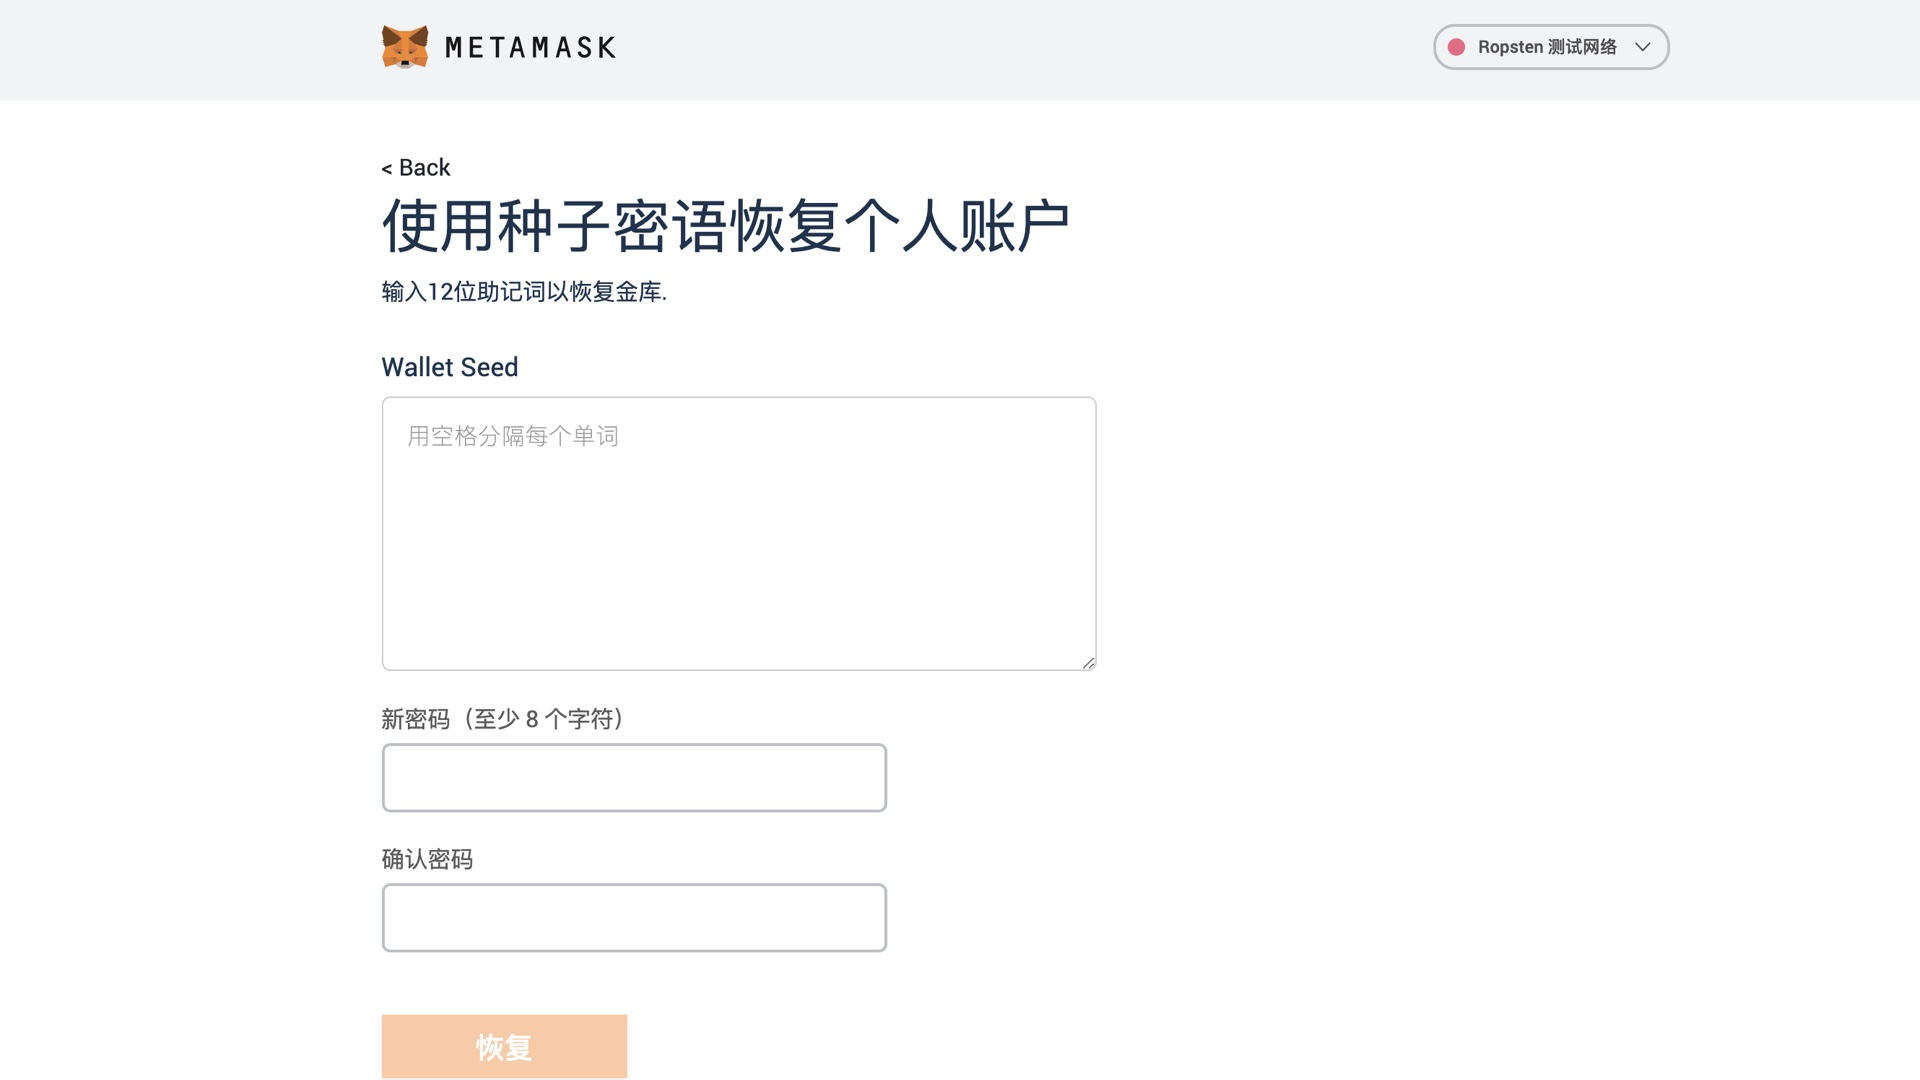 METAMASK
Ropsten 测试网络
< Back
使用种子密语恢复个人账户
输入12位助记词以恢复金库.
Wallet Seed
用空格分隔每个单词
新密码（至少 8 个字符）
确认密码
恢复